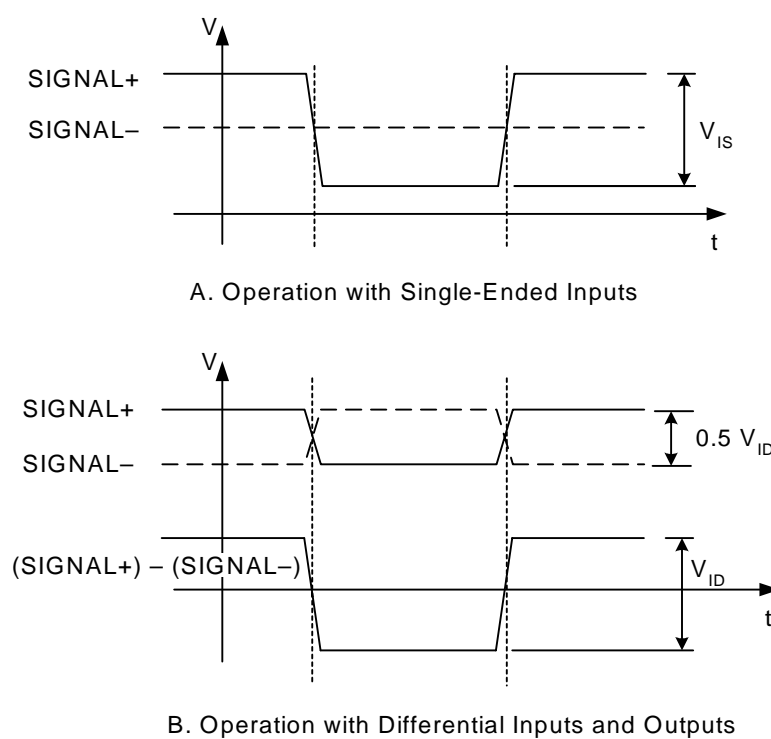 V
SIGNAL+
SIGNAL–
V_IS
t
A. Operation with Single-Ended Inputs
V
SIGNAL+
0.5 V_ID
SIGNAL–
(SIGNAL+) – (SIGNAL–)
V_ID
t
B. Operation with Differential Inputs and Outputs